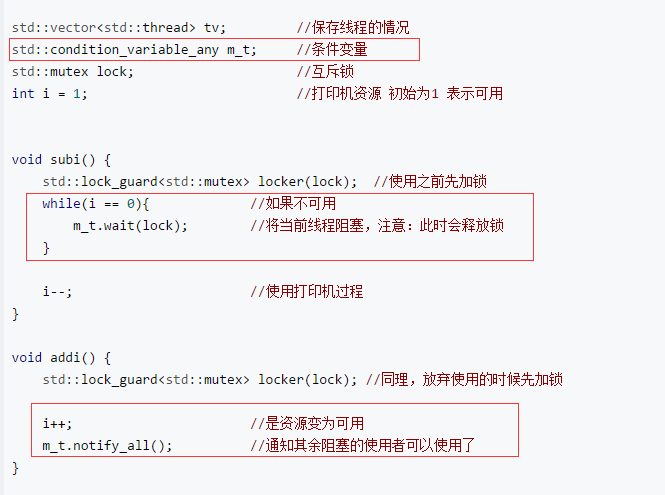 std::vector<std::thread> tv;         //保存线程的情况
std::condition_variable_any m_t;     //条件变量
std::mutex lock;                     //互斥锁
int i = 1;                           //打印机资源 初始为1 表示可用
void subi() {
    std::lock_guard<std::mutex> locker(lock);  //使用之前先加锁
    while(i == 0){             //如果不可用
        m_t.wait(lock);        //将当前线程阻塞，注意：此时会释放锁
    }
    i--;                       //使用打印机过程
}
void addi() {
    std::lock_guard<std::mutex> locker(lock); //同理，放弃使用的时候先加锁
    i++;                       //是资源变为可用
    m_t.notify_all();          //通知其余阻塞的使用者可以使用了
}